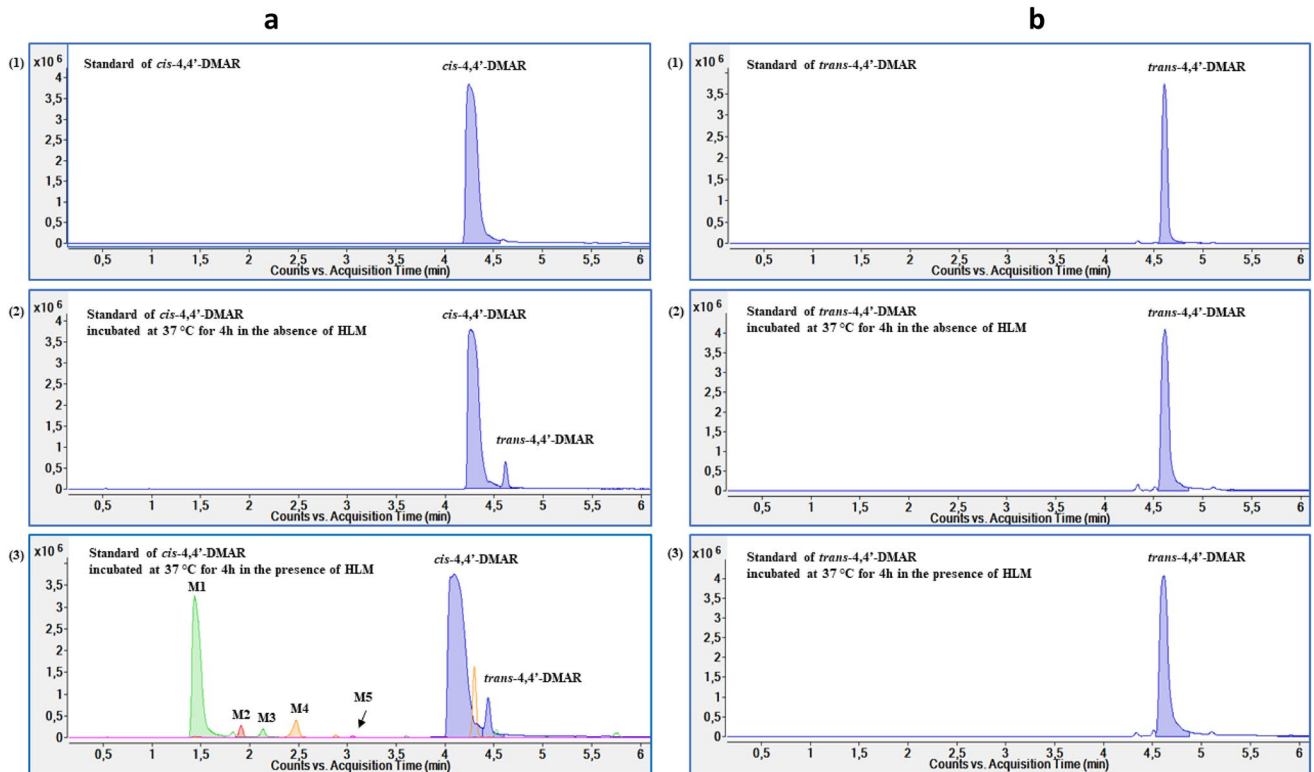 a
(1)
x10 6
Standard of cis-4,4’-DMAR
cis-4,4’-DMAR
4
3,5
3
2,5
2
1,5
1
0,5
0
0,5 1 1,5 2 2,5 3 3,5 4 4,5 5 5,5 6
Counts vs. Acquisition Time (min)
(2)
x10 6
Standard of cis-4,4’-DMAR
incubated at 37 °C for 4h in the absence of HLM
cis-4,4’-DMAR
trans-4,4’-DMAR
4
3,5
3
2,5
2
1,5
1
0,5
0
0,5 1 1,5 2 2,5 3 3,5 4 4,5 5 5,5 6
Counts vs. Acquisition Time (min)
(3)
x10 6
Standard of cis-4,4’-DMAR
incubated at 37 °C for 4h in the presence of HLM
cis-4,4’-DMAR
M1
M2
M3
M4
M5
trans-4,4’-DMAR
4
3,5
3
2,5
2
1,5
1
0,5
0
0,5 1 1,5 2 2,5 3 3,5 4 4,5 5 5,5 6
Counts vs. Acquisition Time (min)
b
(1)
x10 6
Standard of trans-4,4’-DMAR
trans-4,4’-DMAR
3,5
3
2,5
2
1,5
1
0,5
0
0,5 1 1,5 2 2,5 3 3,5 4 4,5 5 5,5 6
Counts vs. Acquisition Time (min)
(2)
x10 6
Standard of trans-4,4’-DMAR
incubated at 37 °C for 4h in the absence of HLM
trans-4,4’-DMAR
4
3,5
3
2,5
2
1,5
1
0,5
0
0,5 1 1,5 2 2,5 3 3,5 4 4,5 5 5,5 6
Counts vs. Acquisition Time (min)
(3)
x10 6
Standard of trans-4,4’-DMAR
incubated at 37 °C for 4h in the presence of HLM
trans-4,4’-DMAR
4
3,5
3
2,5
2
1,5
1
0,5
0
0,5 1 1,5 2 2,5 3 3,5 4 4,5 5 5,5 6
Counts vs. Acquisition Time (min)